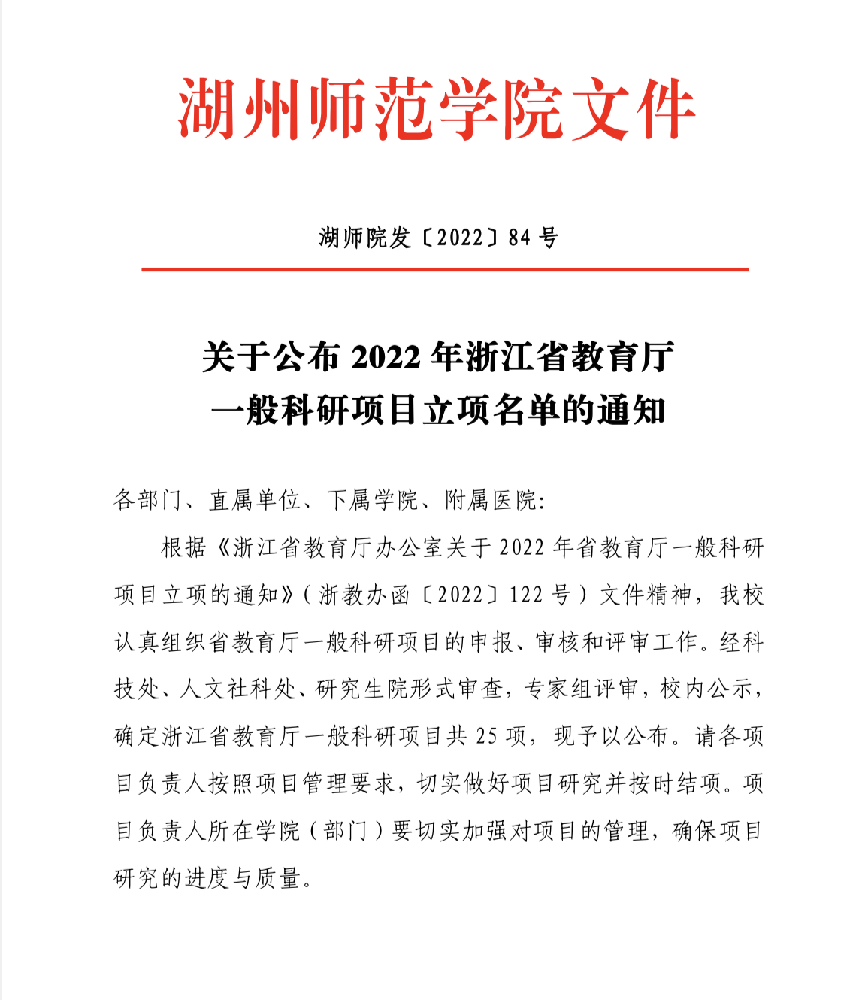 湖州师范学院文件
湖师院发〔2022〕84 号
关于公布 2022 年浙江省教育厅
一般科研项目立项名单的通知
各部门、直属单位、下属学院、附属医院：
根据《浙江省教育厅办公室关于 2022 年省教育厅一般科研
项目立项的通知》（浙教办函〔2022〕122 号）文件精神，我校
认真组织省教育厅一般科研项目的申报、审核和评审工作。经科
技处、人文社科处、研究生院形式审查，专家组评审，校内公示，
确定浙江省教育厅一般科研项目共 25 项，现予以公布。请各项
目负责人按照项目管理要求，切实做好项目研究并按时结项。项
目负责人所在学院（部门）要切实加强对项目的管理，确保项目
研究的进度与质量。